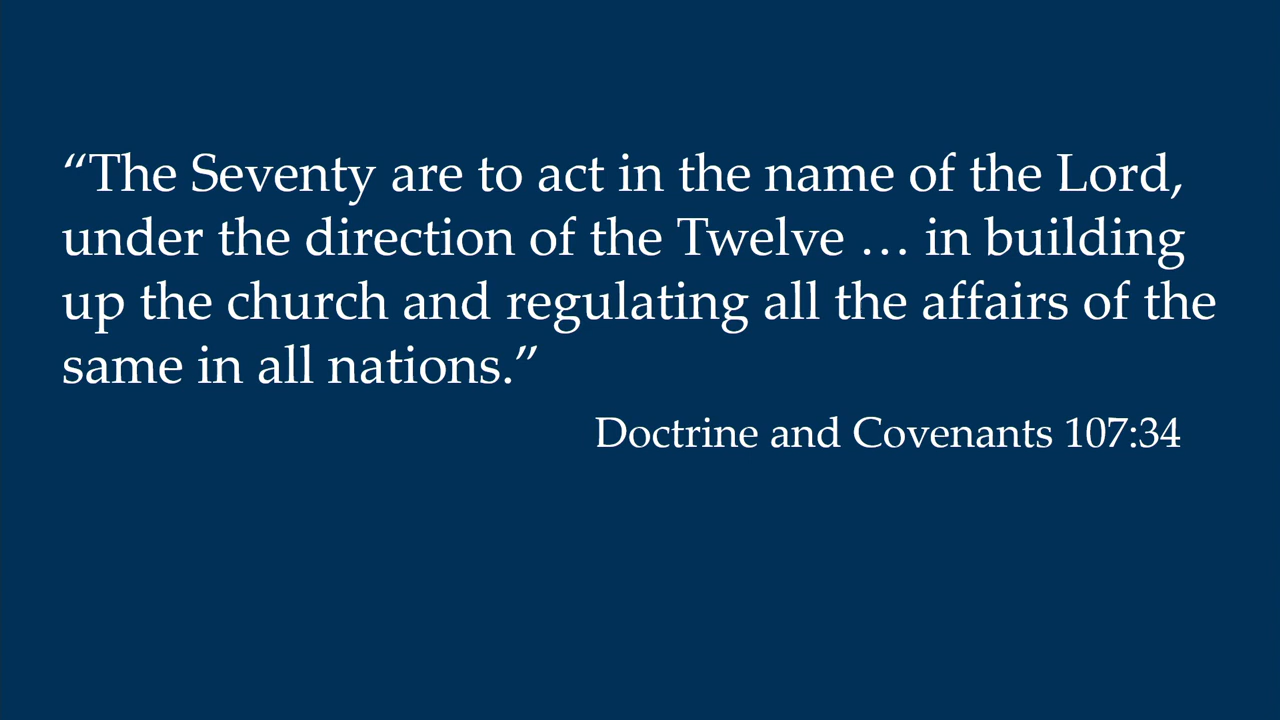 “The Seventy are to act in the name of the Lord,
under the direction of the Twelve … in building
up the church and regulating all the affairs of the
same in all nations.”
Doctrine and Covenants 107:34